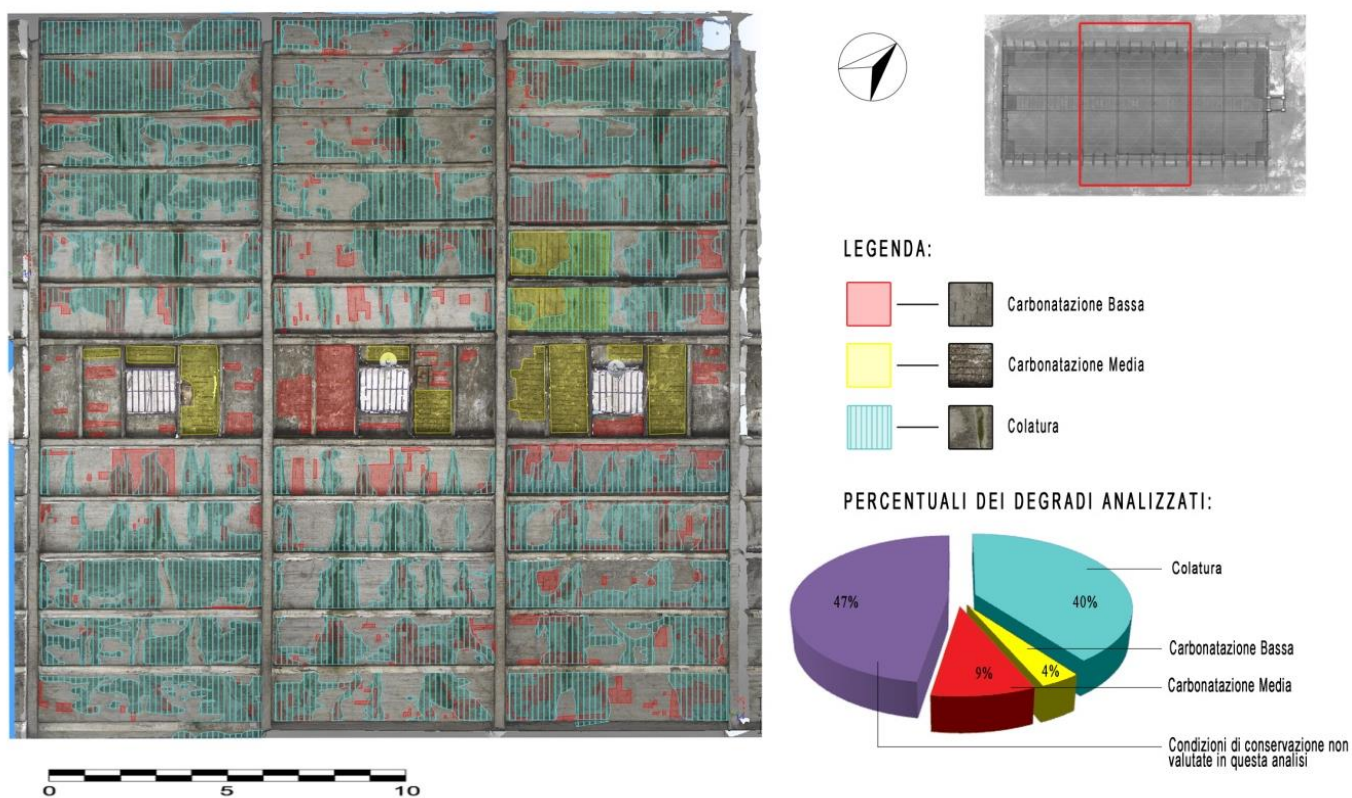 LEGENDA:
Carbonatazione Bassa
Carbonatazione Media
Colatura
PERCENTUALI DEI DEGRADI ANALIZZATI:
47%
40%
9%
4%
Colatura
Carbonatazione Bassa
Carbonatazione Media
Condizioni di conservazione non
valutate in questa analisi
0 5 10